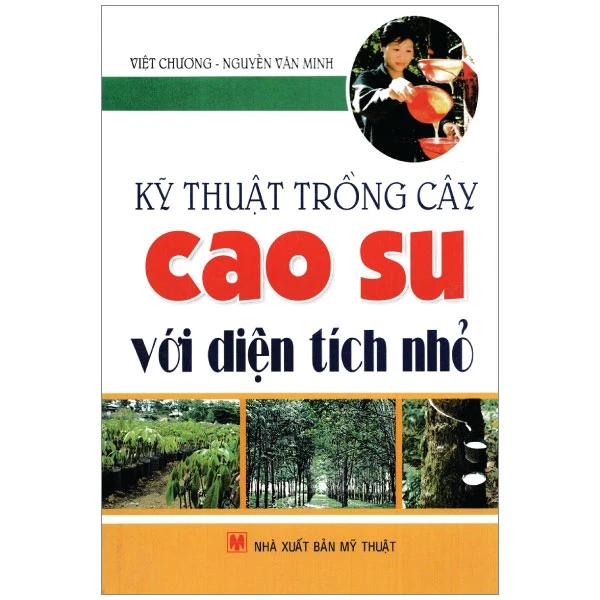 VIỆT CHƯƠNG - NGUYỄN VĂN MINH
KỸ THUẬT TRỒNG CÂY
cao su
với diện tích nhỏ
NHÀ XUẤT BẢN MỸ THUẬT